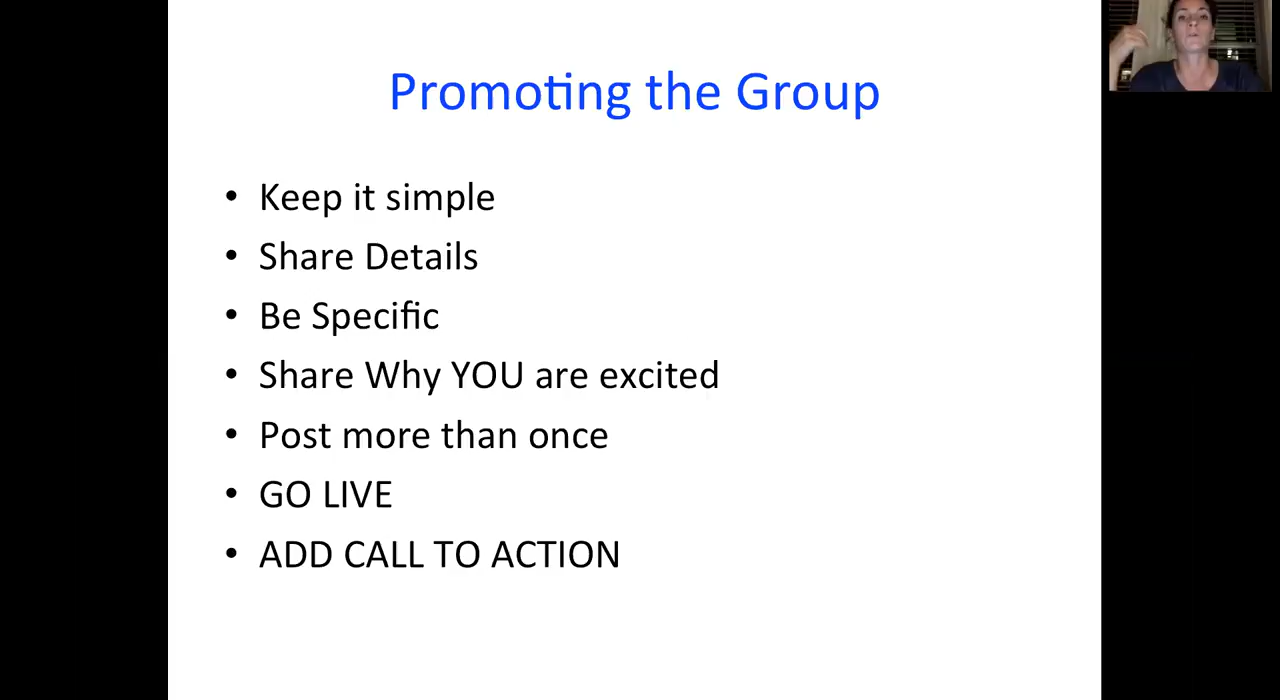 Promoting the Group
• Keep it simple
• Share Details
• Be Specific
• Share Why YOU are excited
• Post more than once
• GO LIVE
• ADD CALL TO ACTION